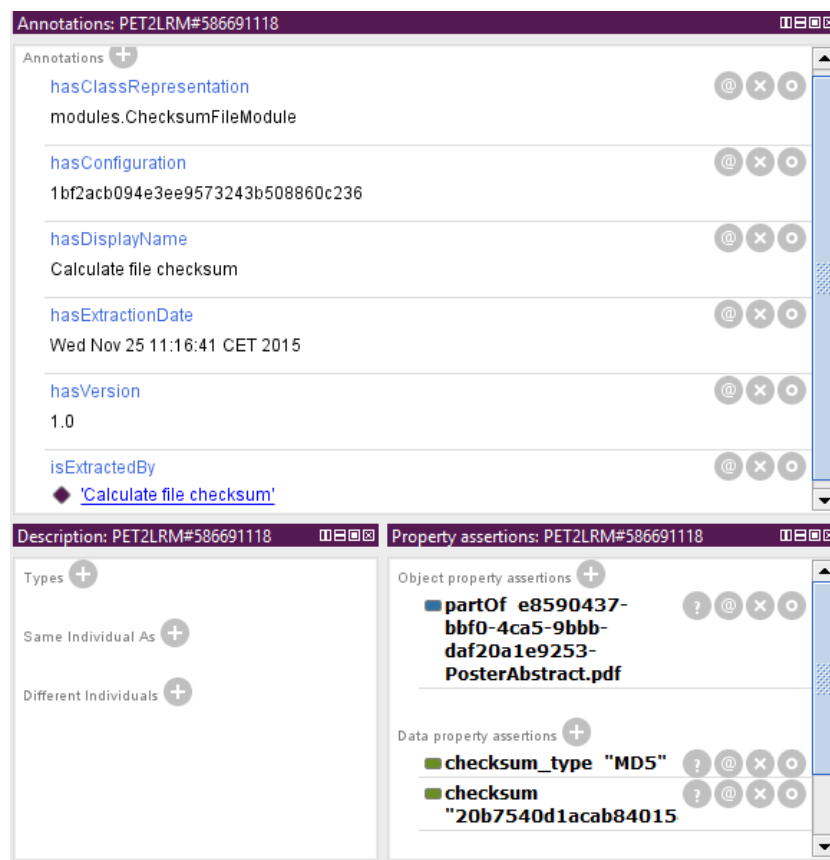 Annotations: PET2LRM#586691118
Annotations
hasClassRepresentation
modules.ChecksumFileModule
hasConfiguration
1bf2acb094e3ee9573243b508860c236
hasDisplayName
Calculate file checksum
hasExtractionDate
Wed Nov 25 11:16:41 CET 2015
hasVersion
1.0
isExtractedBy
'Calculate file checksum'
Description: PET2LRM#586691118
Types
Same Individual As
Different Individuals
Property assertions: PET2LRM#586691118
Object property assertions
partOf e8590437-
bbf0-4ca5-9bbb-
daf20a1e9253-
PosterAbstract.pdf
Data property assertions
checksum_type "MD5"
checksum
"20b7540d1acab84015